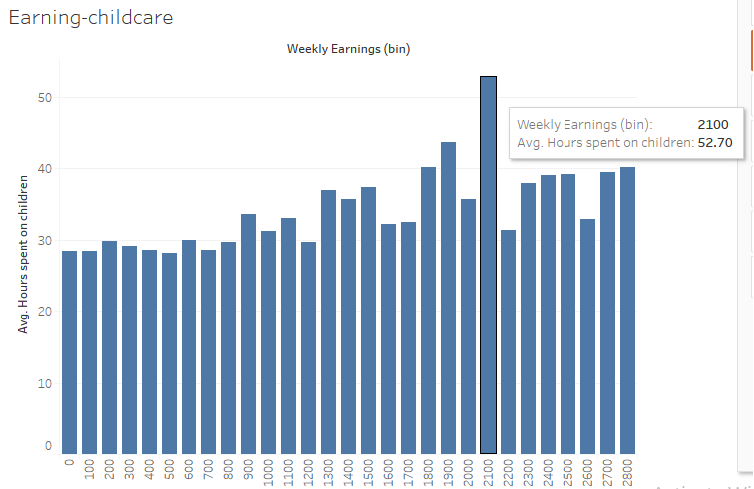 Earning-childcare
Weekly Earnings (bin)
50
40
30
20
10
0
Avg. Hours spent on children
Weekly Earnings (bin): 2100
Avg. Hours spent on children: 52.70
0 100 200 300 400 500 600 700 800 900 1000 1100 1200 1300 1400 1500 1600 1700 1800 1900 2000 2100 2200 2300 2400 2500 2600 2700 2800